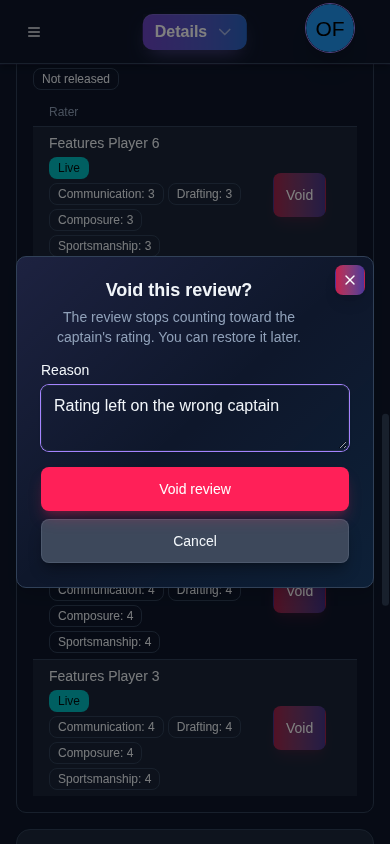 Details
OF
Not released
Rater
Features Player 6
Live
Communication: 3 Drafting: 3
Composure: 3
Void
Sportsmanship: 3
Void this review?
The review stops counting toward the
captain's rating. You can restore it later.
Reason
Rating left on the wrong captain
Void review
Cancel
Communication: 4 Drafting: 4
Void
Composure: 4
Sportsmanship: 4
Features Player 3
Live
Communication: 4 Drafting: 4
Void
Composure: 4
Sportsmanship: 4